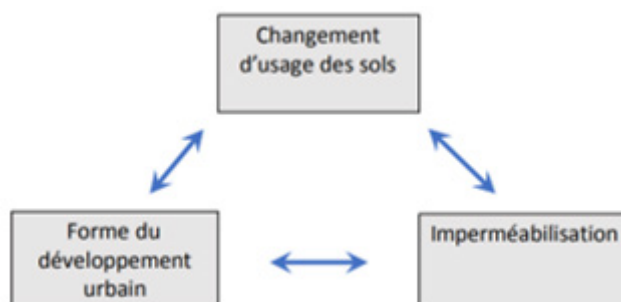 Changement
d'usage des sols
Forme du
développement
urbain
Imperméabilisation